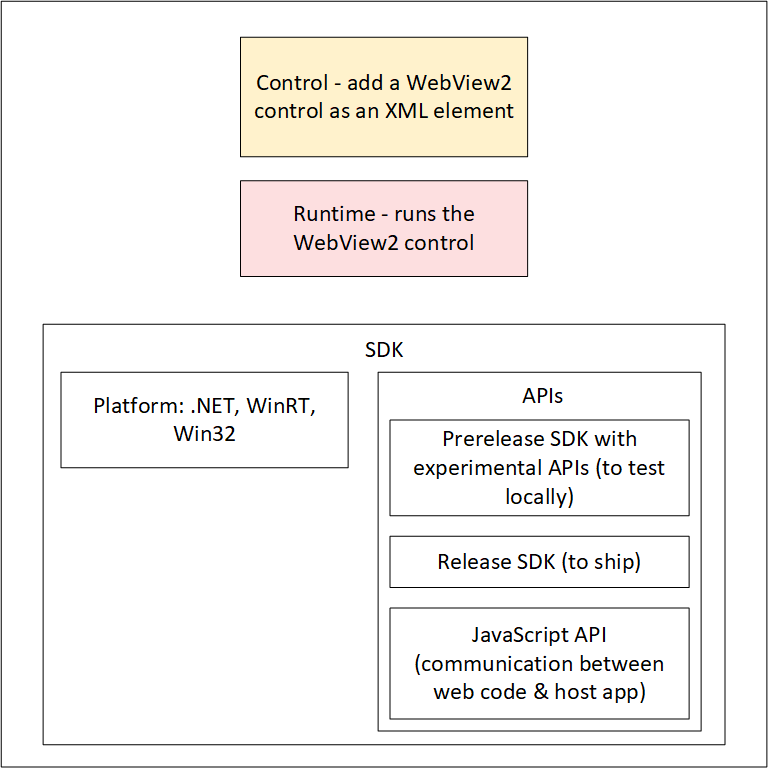 Control - add a WebView2
control as an XML element
Runtime - runs the
WebView2 control
SDK
Platform: .NET, WinRT,
Win32
APIs
Prerelease SDK with
experimental APIs (to test
locally)
Release SDK (to ship)
JavaScript API
(communication between
web code & host app)